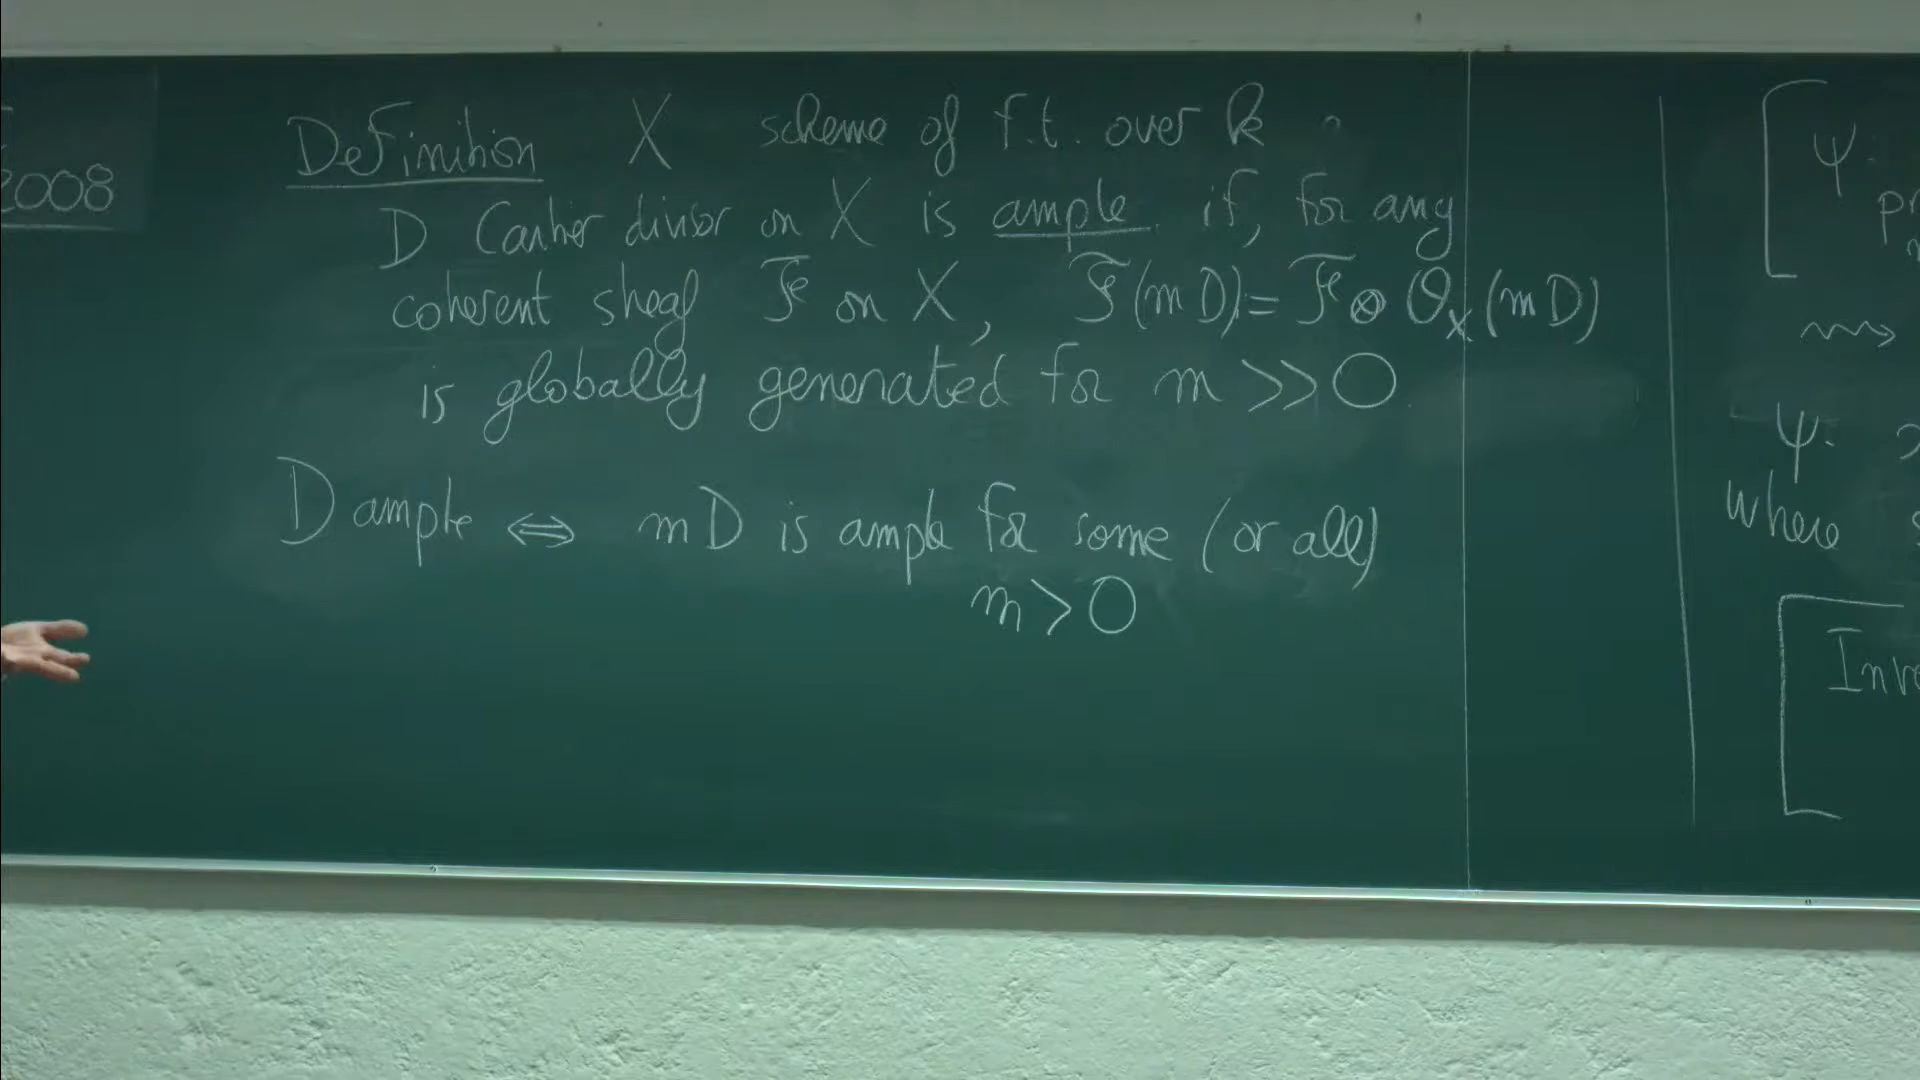 2008
Definition X scheme of f.t. over k.
D Cartier divisor on X is ample if, for any
coherent sheaf ℱ on X, ℱ(mD):= ℱ⊗𝒪_X(mD)
is globally generated for m >> 0.
D ample ⇔ mD is ample for some (or all)
m > 0
ψ.
⇝
ψ.
where